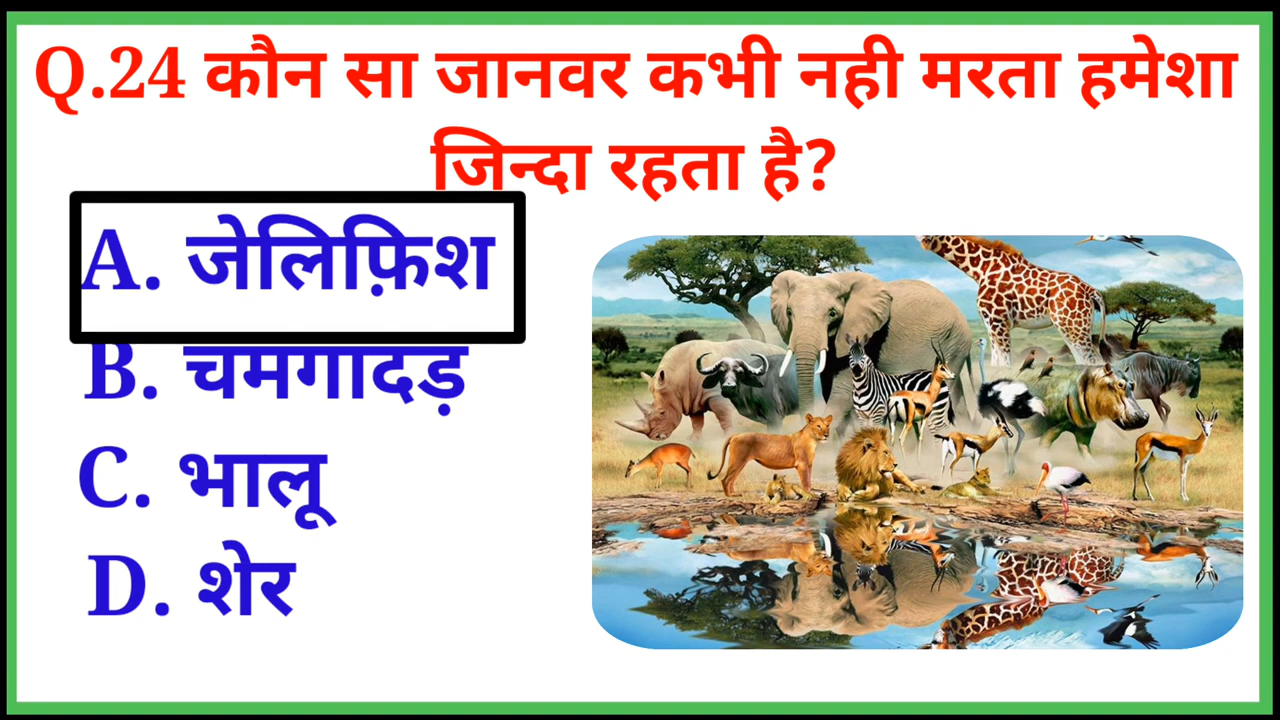 Q.24 कौन सा जानवर कभी नही मरता हमेशा
जिन्दा रहता है?
A. जेलिफ़िश
B. चमगादड़
C. भालू
D. शेर